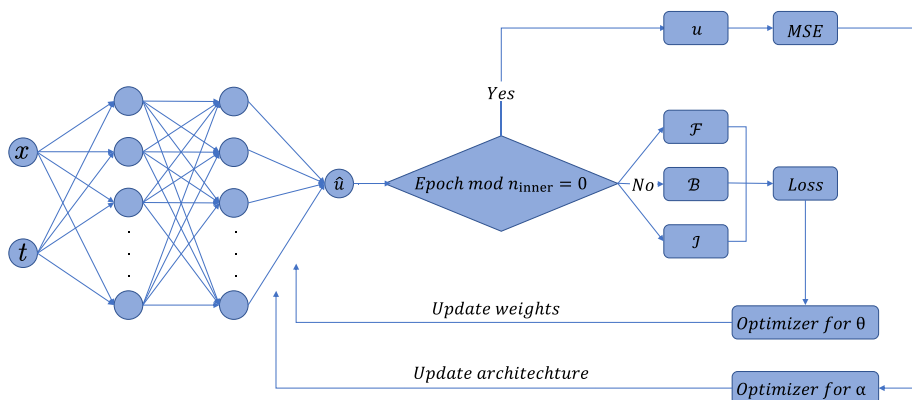 u
MSE
Yes
x
t
û
Epoch mod n_inner = 0
No
ℱ
ℬ
ℐ
Loss
Update weights
Optimizer for θ
Update architechture
Optimizer for α